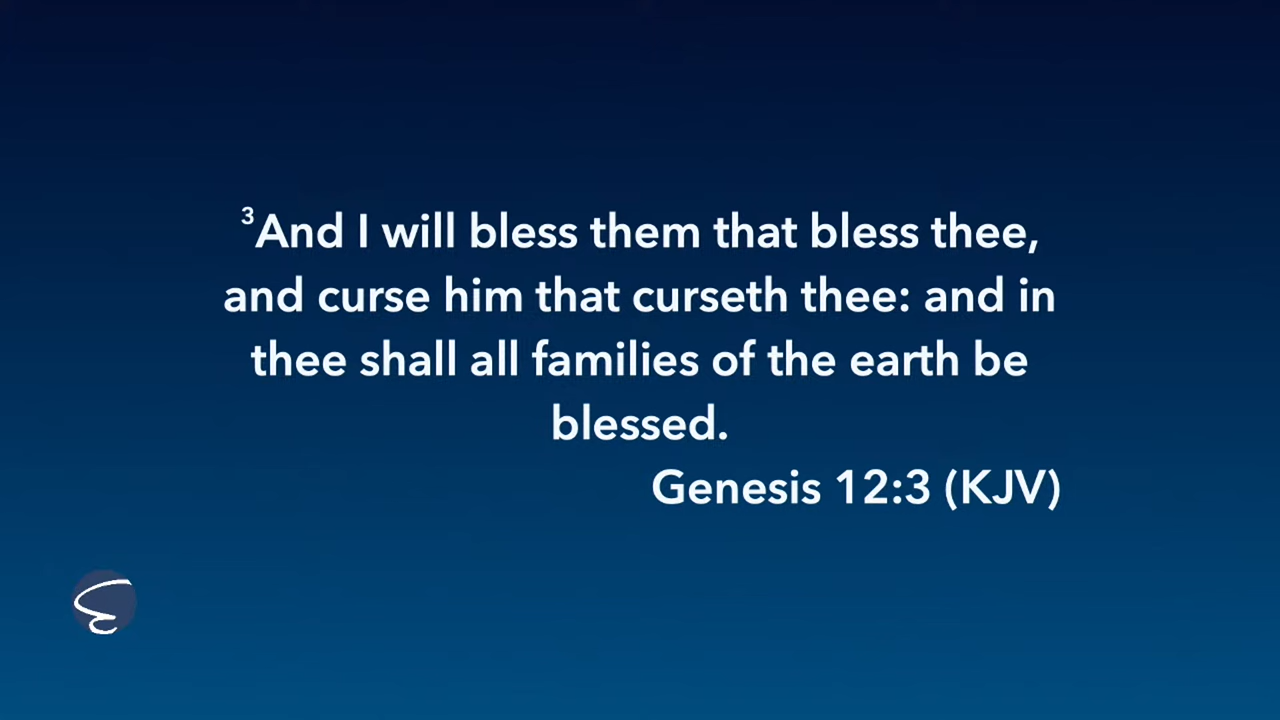 ³And I will bless them that bless thee,
and curse him that curseth thee: and in
thee shall all families of the earth be
blessed.
Genesis 12:3 (KJV)